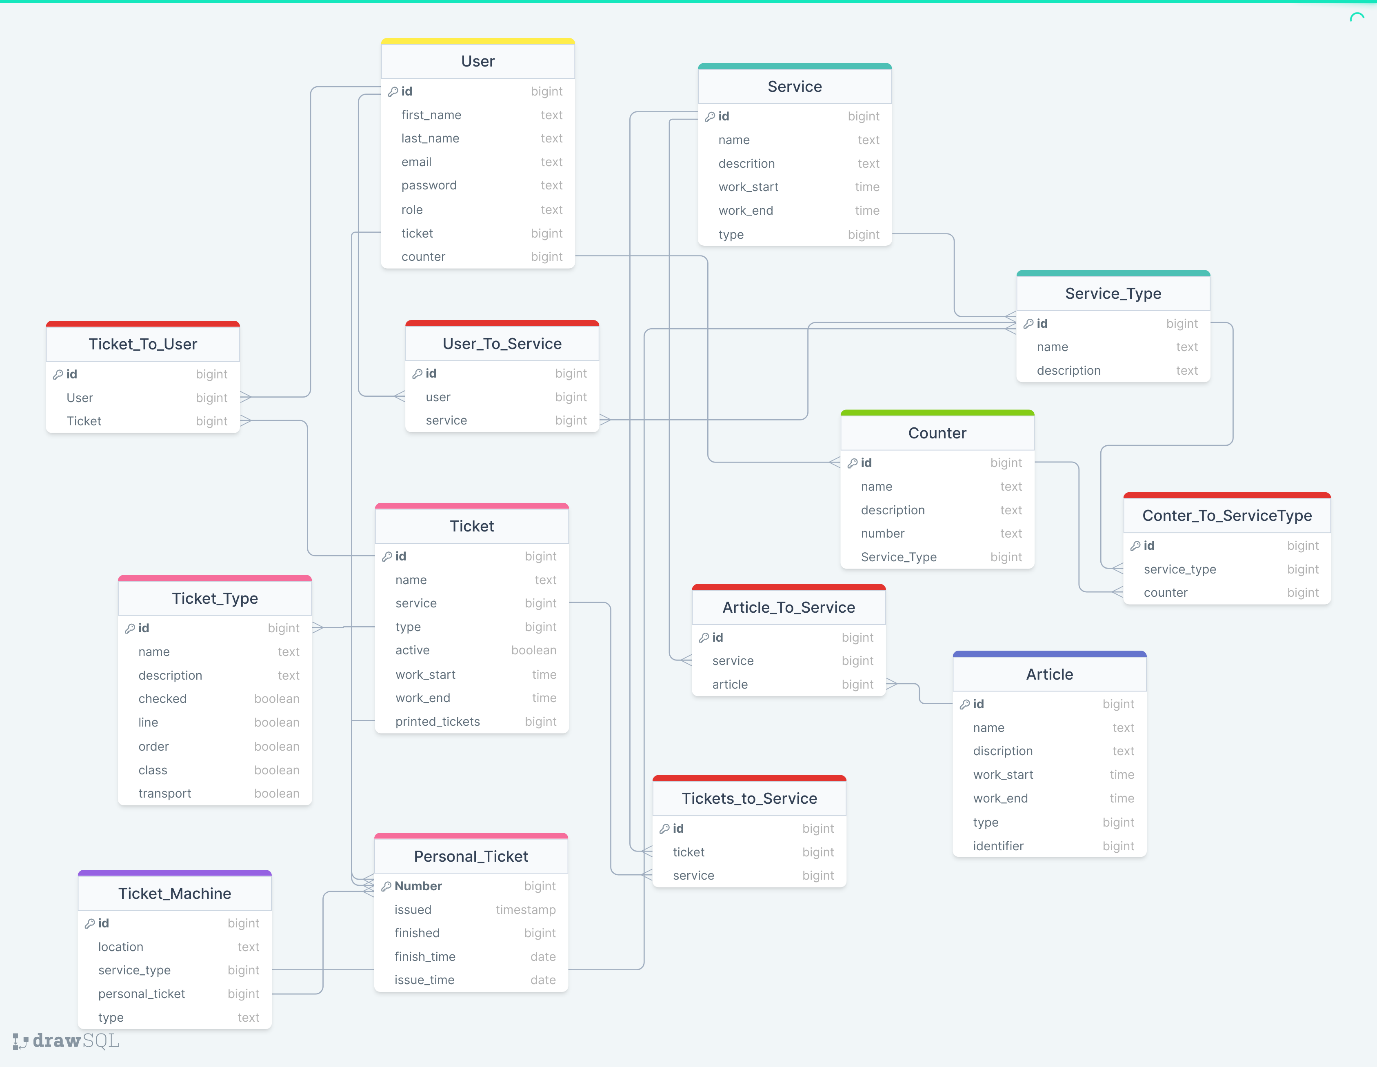 User
id bigint
first_name text
last_name text
email text
password text
role text
ticket bigint
counter bigint
Service
id bigint
name text
descrition text
work_start time
work_end time
type bigint
Service_Type
id bigint
name text
description text
Ticket_To_User
id bigint
User bigint
Ticket bigint
User_To_Service
id bigint
user bigint
service bigint
Counter
id bigint
name text
description text
number text
Service_Type bigint
Conter_To_ServiceType
id bigint
service_type bigint
counter bigint
Ticket
id bigint
name text
service bigint
type bigint
active boolean
work_start time
work_end time
printed_tickets bigint
Ticket_Type
id bigint
name text
description text
checked boolean
line boolean
order boolean
class boolean
transport boolean
Article_To_Service
id bigint
service bigint
article bigint
Article
id bigint
name text
discription text
work_start time
work_end time
type bigint
identifier bigint
Tickets_to_Service
id bigint
ticket bigint
service bigint
Personal_Ticket
Number bigint
issued timestamp
finished bigint
finish_time date
issue_time date
Ticket_Machine
id bigint
location text
service_type bigint
personal_ticket bigint
type text
drawSQL